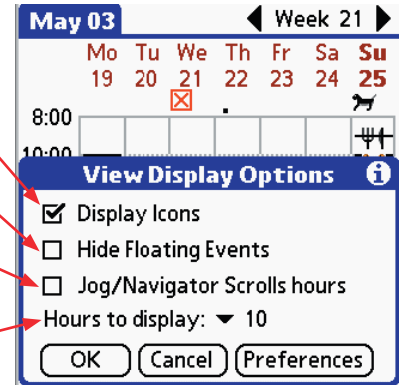 May 03 Week 21
Mo Tu We Th Fr Sa Su
19 20 21 22 23 24 25
8:00
10:00
View Display Options i
Display Icons
Hide Floating Events
Jog/Navigator Scrolls hours
Hours to display: 10
OK Cancel Preferences